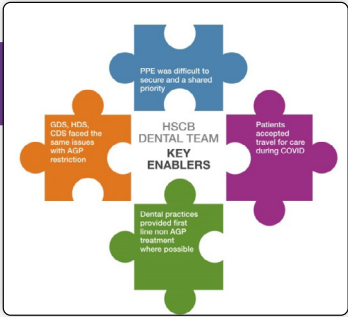 PPE was difficult to
secure and a shared
priority
GDS, HDS,
CDS faced the
same issues
with AGP
restriction
HSCB
DENTAL TEAM
KEY
ENABLERS
Patients
accepted
travel for care
during COVID
Dental practices
provided first
line non AGP
treatment
where possible